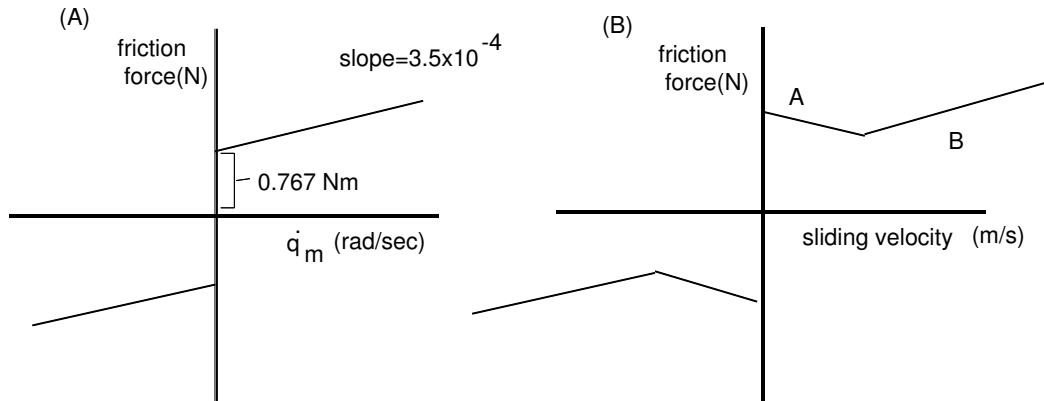 (A)
friction
force(N)
slope=3.5x10 -4
0.767 Nm
q̇m (rad/sec)
(B)
friction
force(N)
A
B
sliding velocity (m/s)